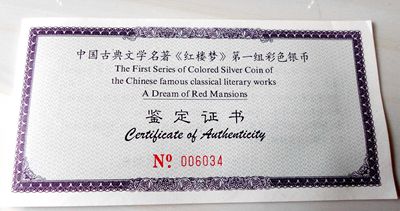 中国古典文学名著《红楼梦》第一组彩色银币
The First Series of Colored Silver Coin of
the Chinese famous classical literary works
A Dream of Red Mansions
鉴定证书
Certificate of Authenticity
Nº 006034